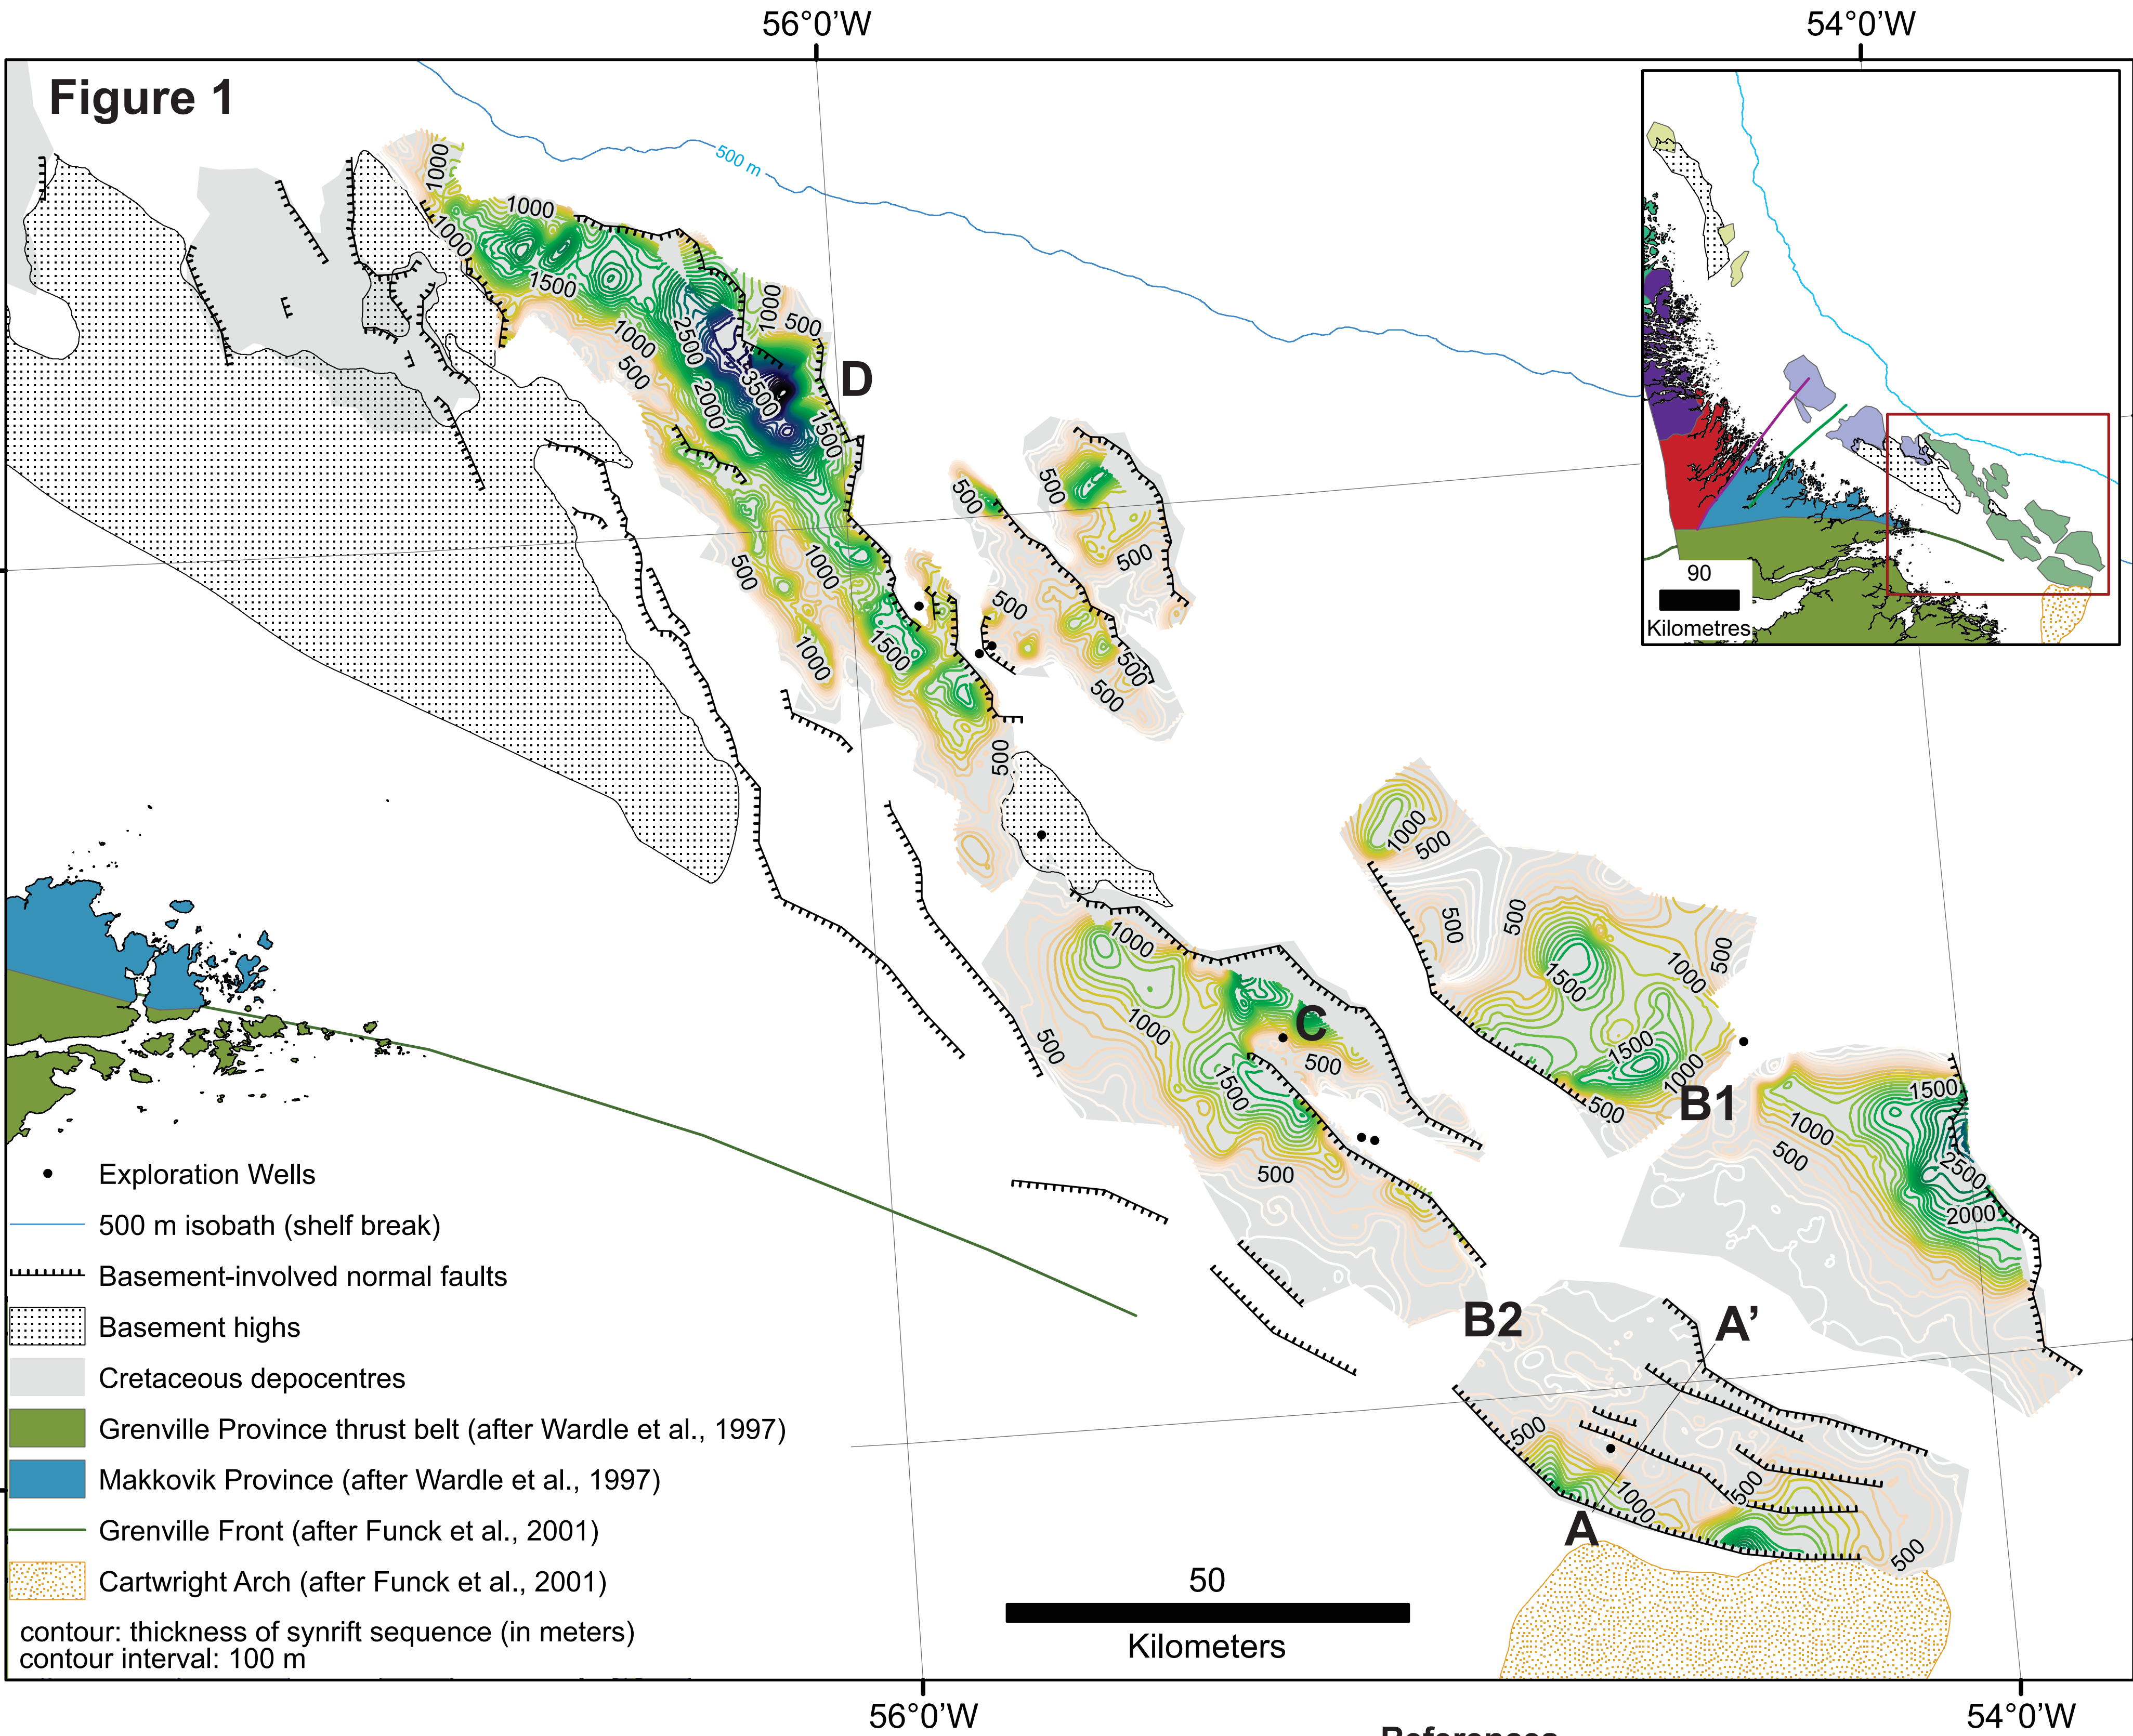 56°0'W
54°0'W
Figure 1
500 m
1000
1000
1000
1500
1000
500
2500
2000
3500
1000
500
1500
D
500
1000
1000
1500
500
500
500
500
500
500
500
500
90
Kilometres
1000
500
500
500
1500
1000
500
1500
1000
500
B1
1000
1000
500
1500
C
500
500
1500
1000
500
2500
2000
B2
A'
A
500
1000
500
500
Exploration Wells
500 m isobath (shelf break)
Basement-involved normal faults
Basement highs
Cretaceous depocentres
Grenville Province thrust belt (after Wardle et al., 1997)
Makkovik Province (after Wardle et al., 1997)
Grenville Front (after Funck et al., 2001)
Cartwright Arch (after Funck et al., 2001)
contour: thickness of synrift sequence (in meters)
contour interval: 100 m
50
Kilometers
56°0'W
54°0'W
References